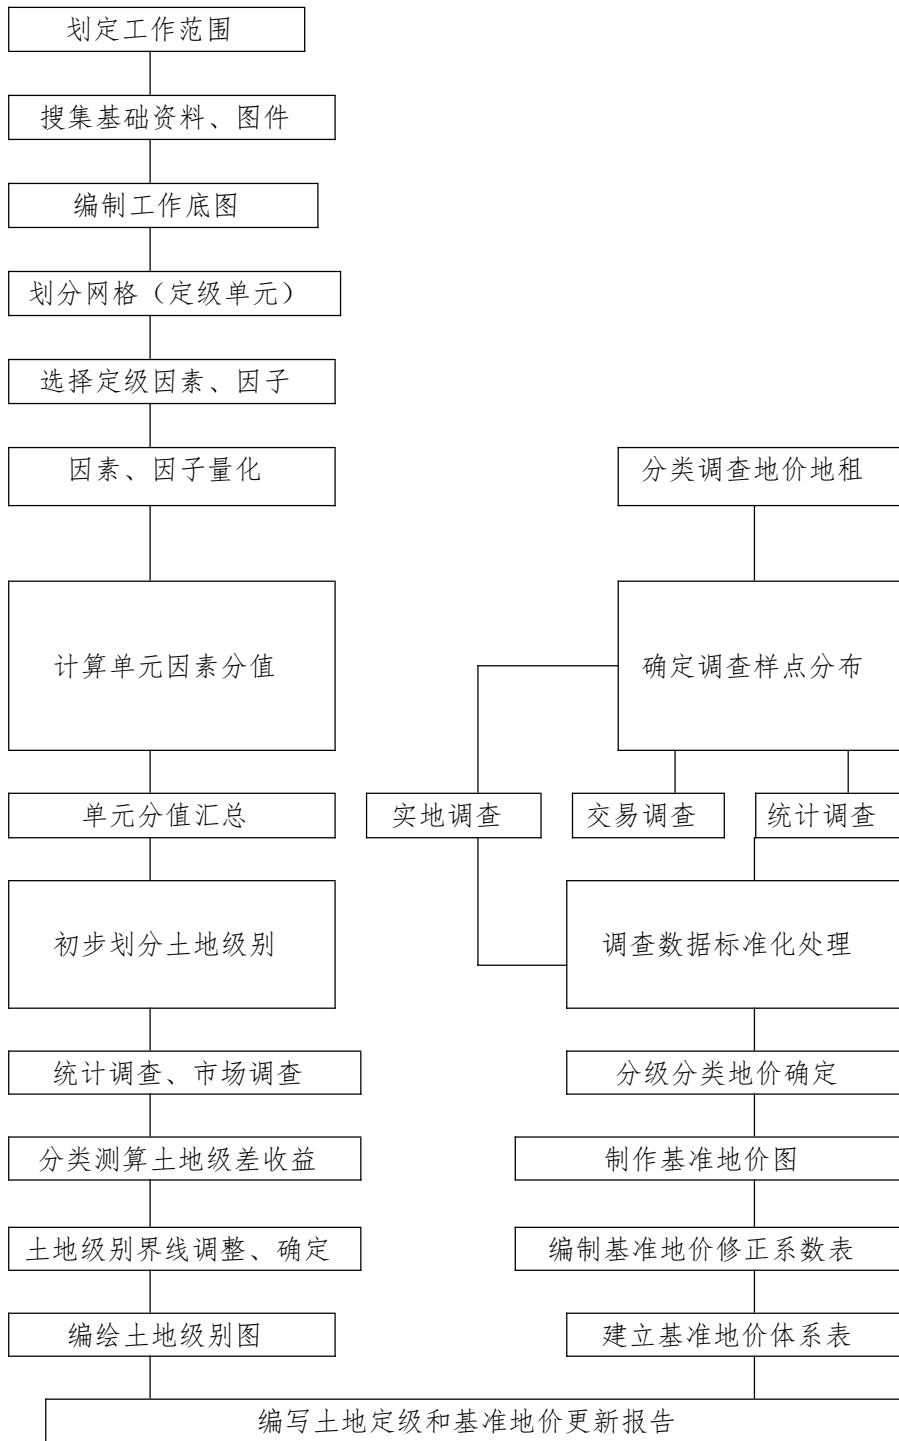 划定工作范围
搜集基础资料、图件
编制工作底图
划分网格（定级单元）
选择定级因素、因子
因素、因子量化
分类调查地价地租
计算单元因素分值
确定调查样点分布
单元分值汇总
实地调查
交易调查
统计调查
初步划分土地级别
调查数据标准化处理
统计调查、市场调查
分级分类地价确定
分类测算土地级差收益
制作基准地价图
土地级别界线调整、确定
编制基准地价修正系数表
编绘土地级别图
建立基准地价体系表
编写土地定级和基准地价更新报告